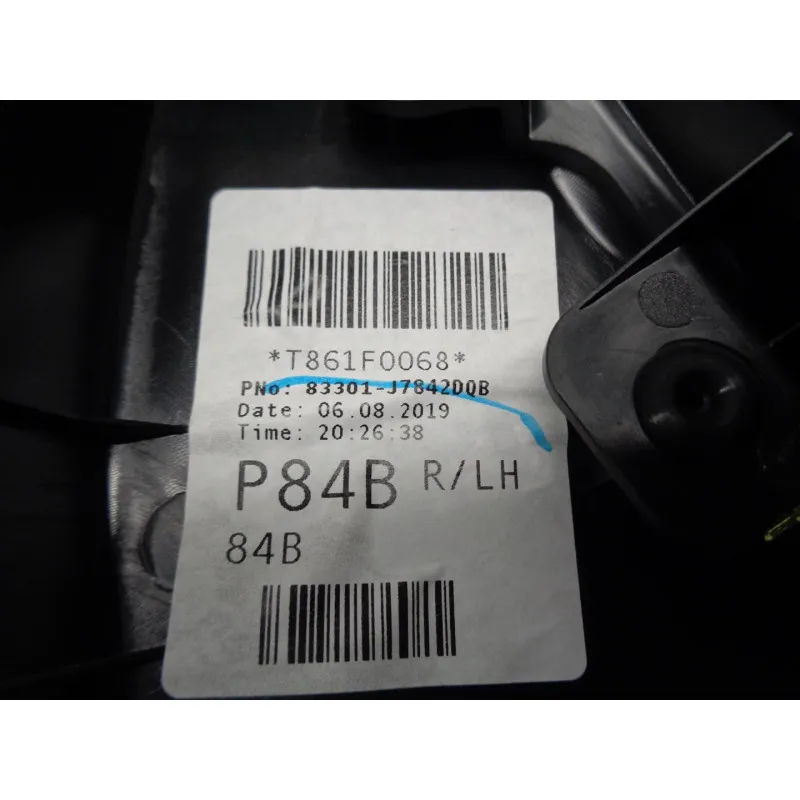 *T861F0068*
PNo: 83301-J7842DQB
Date: 06.08.2019
Time: 20:26:38
P84B R/LH
84B